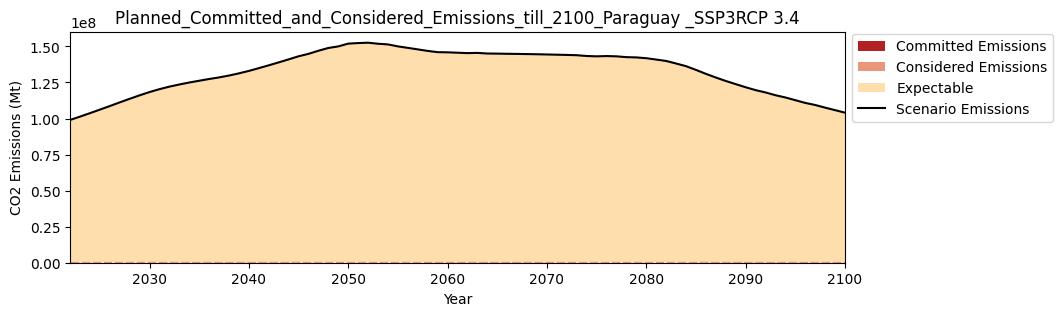 Planned_Committed_and_Considered_Emissions_till_2100_Paraguay _SSP3RCP 3.4
1e8
1.50
1.25
1.00
0.75
0.50
0.25
0.00
CO2 Emissions (Mt)
2030 2040 2050 2060 2070 2080 2090 2100
Year
Committed Emissions
Considered Emissions
Expectable
Scenario Emissions